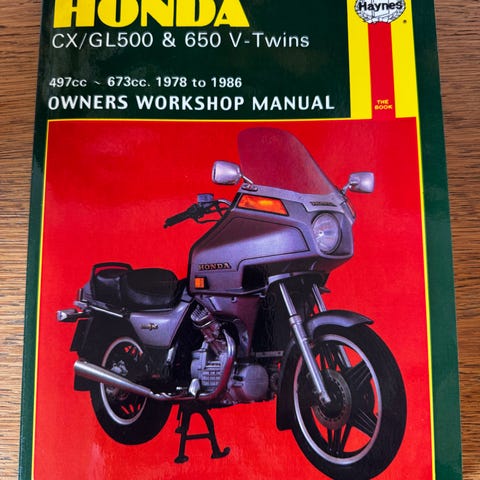 HONDA
Haynes
®
CX/GL500 & 650 V-Twins
497cc ~ 673cc. 1978 to 1986
OWNERS WORKSHOP MANUAL
THE
BOOK
HONDA